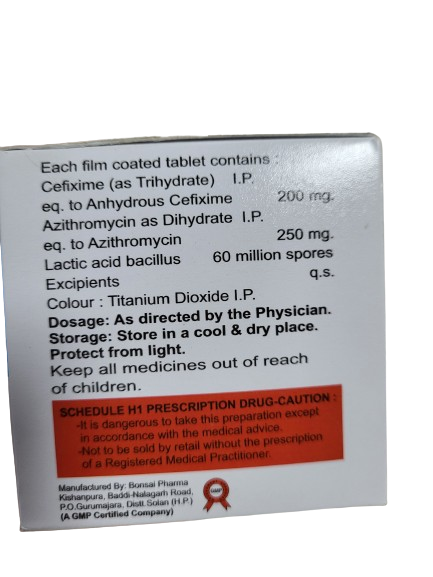 Each film coated tablet contains :
Cefixime (as Trihydrate) I.P.
eq. to Anhydrous Cefixime 200 mg.
Azithromycin as Dihydrate I.P.
eq. to Azithromycin 250 mg.
Lactic acid bacillus 60 million spores
Excipients q.s.
Colour : Titanium Dioxide I.P.
Dosage: As directed by the Physician.
Storage: Store in a cool & dry place.
Protect from light.
Keep all medicines out of reach
of children.
SCHEDULE H1 PRESCRIPTION DRUG-CAUTION :
-It is dangerous to take this preparation except
in accordance with the medical advice.
-Not to be sold by retail without the prescription
of a Registered Medical Practitioner.
Manufactured By: Bonsai Pharma
Kishanpura, Baddi-Nalagarh Road,
P.O.Gurumajara, Distt.Solan (H.P.)
(A GMP Certified Company)
GMP